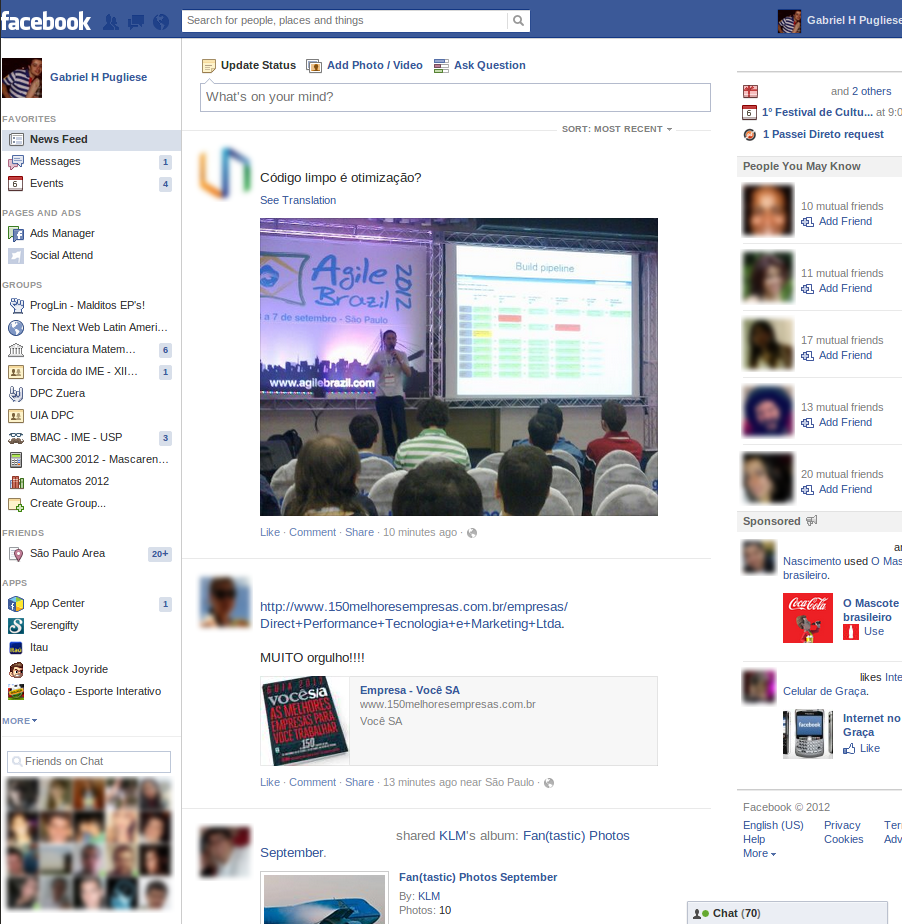 facebook
Search for people, places and things
Gabriel H Pugliese
Gabriel H Pugliese
FAVORITES
News Feed
Messages 1
Events 4
PAGES AND ADS
Ads Manager
Social Attend
GROUPS
ProgLin - Malditos EP's!
The Next Web Latin Ameri...
Licenciatura Matem... 6
Torcida do IME - XII... 1
DPC Zuera
UIA DPC
BMAC - IME - USP 3
MAC300 2012 - Mascaren...
Automatos 2012
Create Group...
FRIENDS
São Paulo Area 20+
APPS
App Center 1
Serengifty
Itau
Jetpack Joyride
Golaço - Esporte Interativo
MORE
Friends on Chat
Update Status Add Photo / Video Ask Question
What's on your mind?
SORT: MOST RECENT
Código limpo é otimização?
See Translation
Agile
Brazil
2012
a 7 de setembro - São Paulo
www.agilebrazil.com
Build pipeline
Like · Comment · Share · 10 minutes ago ·
http://www.150melhoresempresas.com.br/empresas/
Direct+Performance+Tecnologia+e+Marketing+Ltda.
MUITO orgulho!!!!
GUIA 2012
VOCÊ S/A
AS MELHORES
EMPRESAS PARA
VOCÊ TRABALHAR
150
Empresa - Você SA
www.150melhoresempresas.com.br
Você SA
Like · Comment · Share · 13 minutes ago near São Paulo ·
shared KLM's album: Fan(tastic) Photos
September.
Fan(tastic) Photos September
By: KLM
Photos: 10
and 2 others
6 1° Festival de Cultu... at 9:0
1 Passei Direto request
People You May Know
10 mutual friends
Add Friend
11 mutual friends
Add Friend
17 mutual friends
Add Friend
13 mutual friends
Add Friend
20 mutual friends
Add Friend
Sponsored
Nascimento used O Mas
brasileiro.
Coca-Cola
O Mascote
brasileiro
Use
likes Inte
Celular de Graça.
facebook
Internet no
Graça
Like
Facebook © 2012
English (US) Privacy Ter
Help Cookies Adv
More
Chat (70)